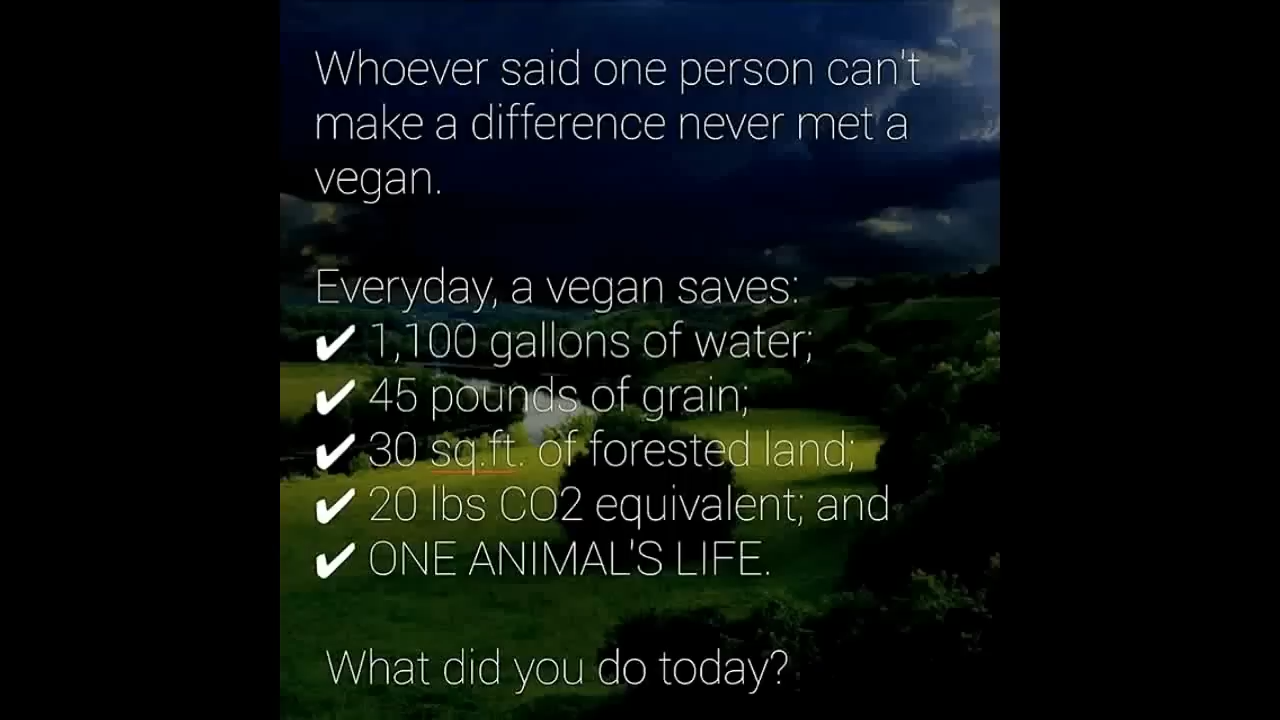 Whoever said one person can't
make a difference never met a
vegan.
Everyday, a vegan saves:
✔ 1,100 gallons of water;
✔ 45 pounds of grain;
✔ 30 sq.ft. of forested land;
✔ 20 lbs CO2 equivalent; and
✔ ONE ANIMAL'S LIFE.
What did you do today?